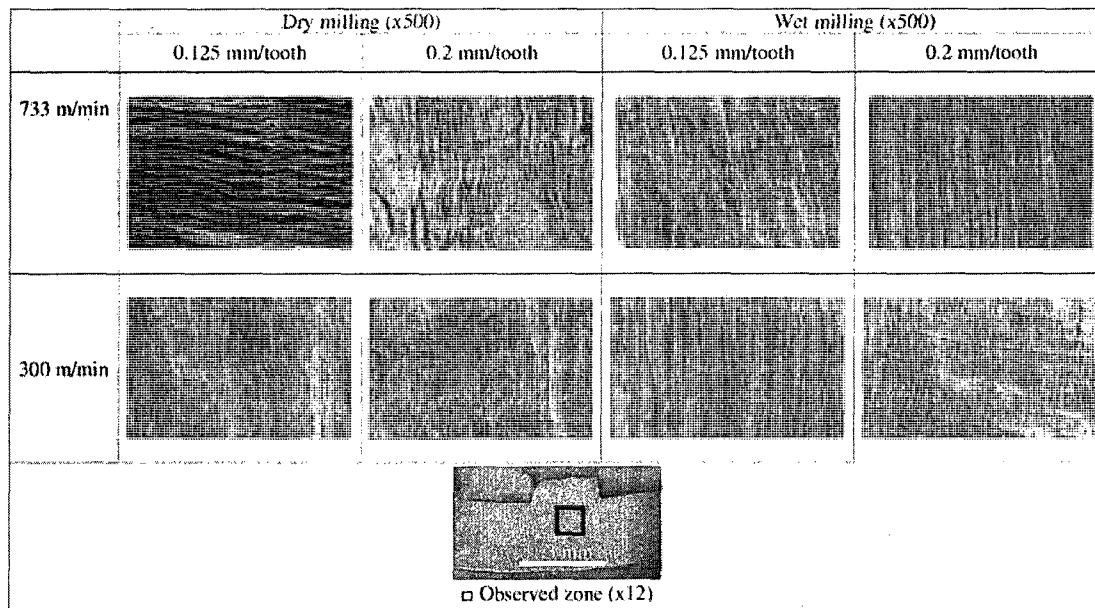 Dry milling (x500) Wet milling (x500)
0.125 mm/tooth 0.2 mm/tooth 0.125 mm/tooth 0.2 mm/tooth
733 m/min
300 m/min
mm
□ Observed zone (x12)